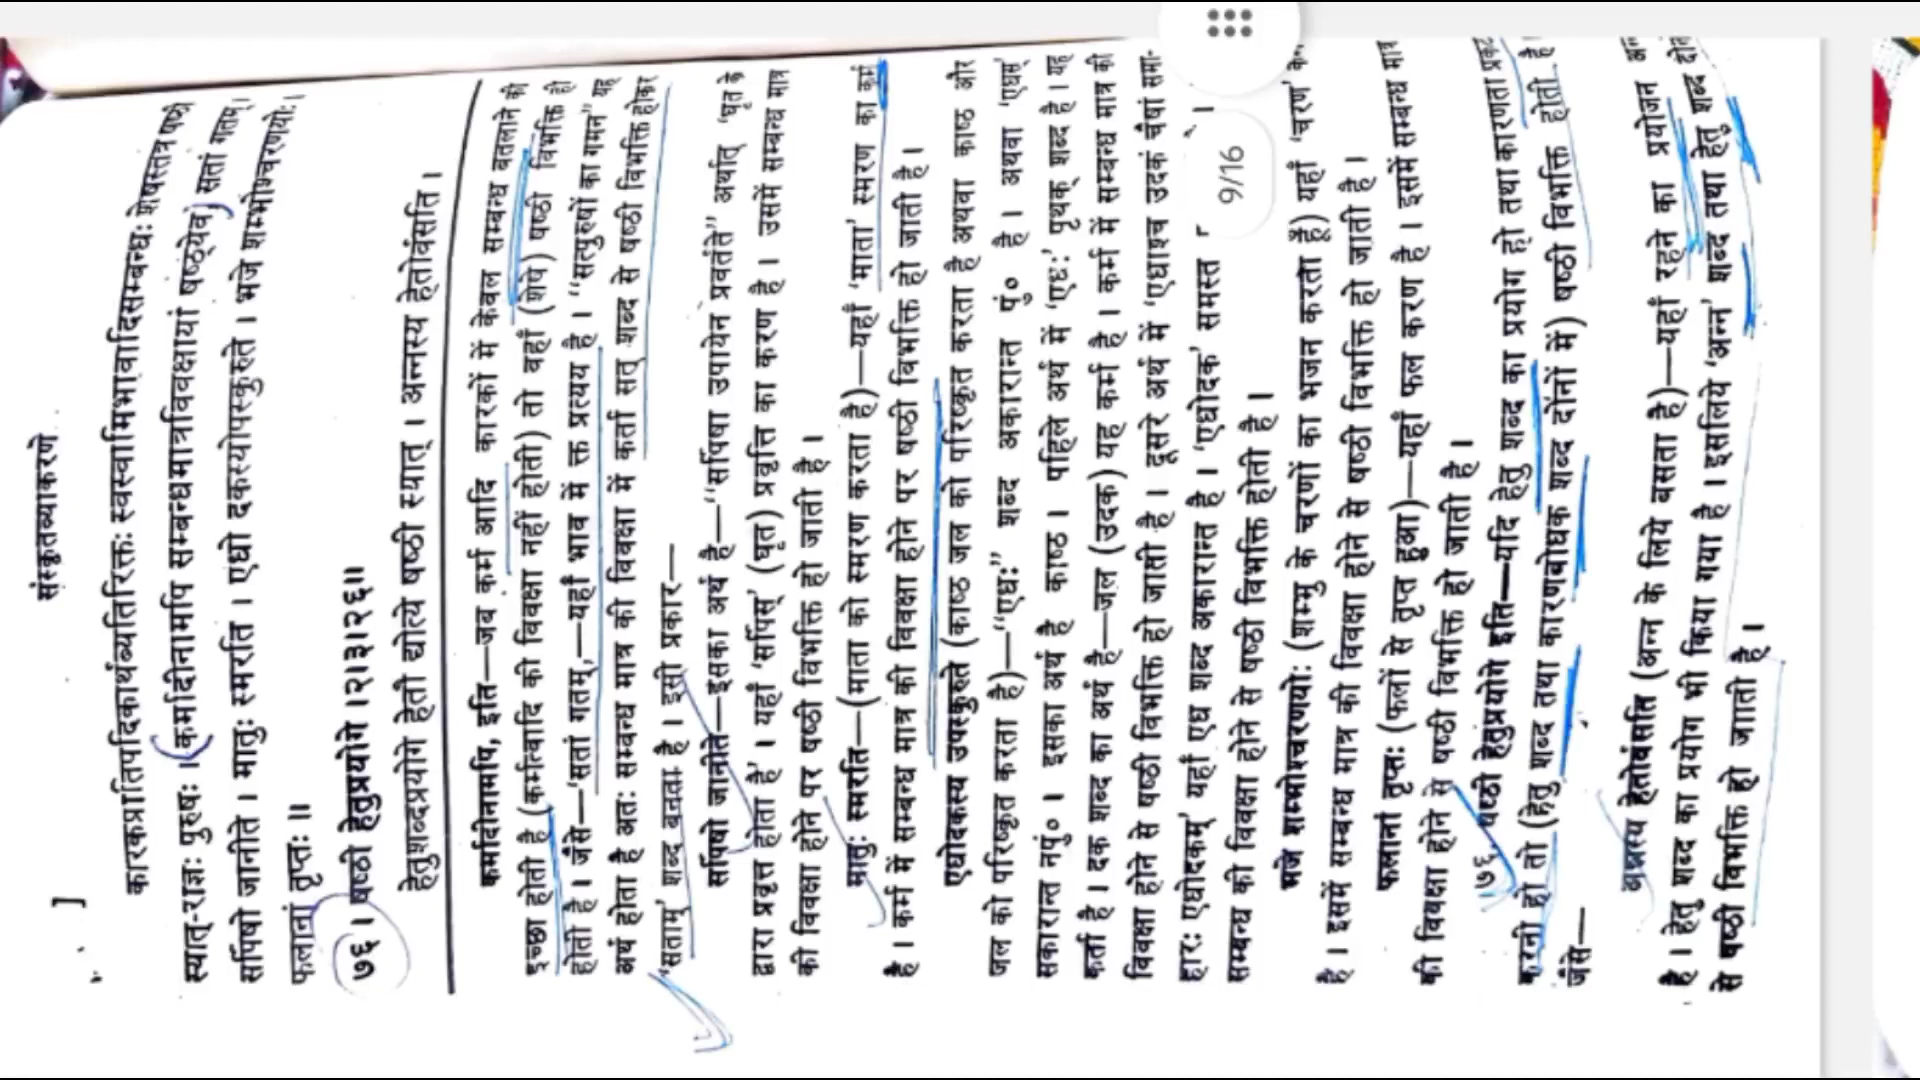 संस्कृतव्याकरणे
कारकप्रातिपदिकार्थव्यतिरिक्तः स्वस्वामिभावादिसम्बन्धः शेषस्तत्र षष्ठी
स्यात्-राज्ञः पुरुषः । (कर्मादिनामपि सम्बन्धमात्रविवक्षायां षष्ठ्येव) सतां गतम् ।
सर्पिषो जानीते । मातुः स्मरति । एधो दकस्योपस्कुरुते । भजे शम्भोश्चरणयोः ।
फलानां तृप्तः ॥
७६ । षष्ठी हेतुप्रयोगे ।२।३।२६॥
हेतुशब्दप्रयोगे हेतौ द्योत्ये षष्ठी स्यात् । अन्नस्य हेतोर्वसति ।
कर्मादीनामपि, इति—जब कर्म आदि कारकों में केवल सम्बन्ध बतलाने की
इच्छा होती है (कर्मत्वादि की विवक्षा नहीं होती) तो वहाँ (शेषे) षष्ठी विभक्ति ही
होती है । जैसे—'सतां गतम्,—यहाँ भाव में क्त प्रत्यय है । "सत्पुरुषों का गमन" यह
अर्थ होता है अतः सम्बन्ध मात्र की विवक्षा में कर्ता सत् शब्द से षष्ठी विभक्ति होकर
'सताम्' शब्द बनता है । इसी प्रकार—
सर्पिषो जानीते—इसका अर्थ है—"सर्पिषा उपायेन प्रवर्तते" अर्थात् 'घृत के
द्वारा प्रवृत्त होता है' । यहाँ 'सर्पिस्' (घृत) प्रवृत्ति का करण है । उसमें सम्बन्ध मात्र
की विवक्षा होने पर षष्ठी विभक्ति हो जाती है ।
मातुः स्मरति—(माता को स्मरण करता है)—यहाँ 'माता' स्मरण का कर्म
है । कर्म में सम्बन्ध मात्र की विवक्षा होने पर षष्ठी विभक्ति हो जाती है ।
एधोदकस्य उपस्कुरुते (काष्ठ जल को परिष्कृत करता है अथवा काष्ठ और
जल को परिष्कृत करता है)—"एधः" शब्द अकारान्त पुं० है । अथवा 'एधस्'
सकारान्त नपुं० । इसका अर्थ है काष्ठ । पहिले अर्थ में 'एधः' पृथक् शब्द है । यह
कर्ता है । दक शब्द का अर्थ है—जल (उदक) यह कर्म है । कर्म में सम्बन्ध मात्र की
विवक्षा होने से षष्ठी विभक्ति हो जाती है । दूसरे अर्थ में 'एधाश्च उदकं चैषां समा-
हारः एधोदकम्' यहाँ एध शब्द अकारान्त है । 'एधोदक' समस्त
सम्बन्ध की विवक्षा होने से षष्ठी विभक्ति होती है ।
भजे शम्भोश्चरणयोः (शम्भु के चरणों का भजन करता हूँ) यहाँ 'चरण'
है । इसमें सम्बन्ध मात्र की विवक्षा होने से षष्ठी विभक्ति हो जाती है ।
फलानां तृप्तः (फलों से तृप्त हुआ)—यहाँ फल करण है । इसमें सम्बन्ध मात्र
की विवक्षा होने से षष्ठी विभक्ति हो जाती है ।
७६. षष्ठी हेतुप्रयोगे इति—यदि हेतु शब्द का प्रयोग हो तथा कारणता प्रकट
करनी हो तो (हेतु शब्द तथा कारणबोधक शब्द दोनों में) षष्ठी विभक्ति होती है ।
जैसे—
अन्नस्य हेतोर्वसति (अन्न के लिये बसता है)—यहाँ रहने का प्रयोजन
है । हेतु शब्द का प्रयोग भी किया गया है । इसलिये 'अन्न' शब्द तथा हेतु शब्द
से षष्ठी विभक्ति हो जाती है ।
9/16